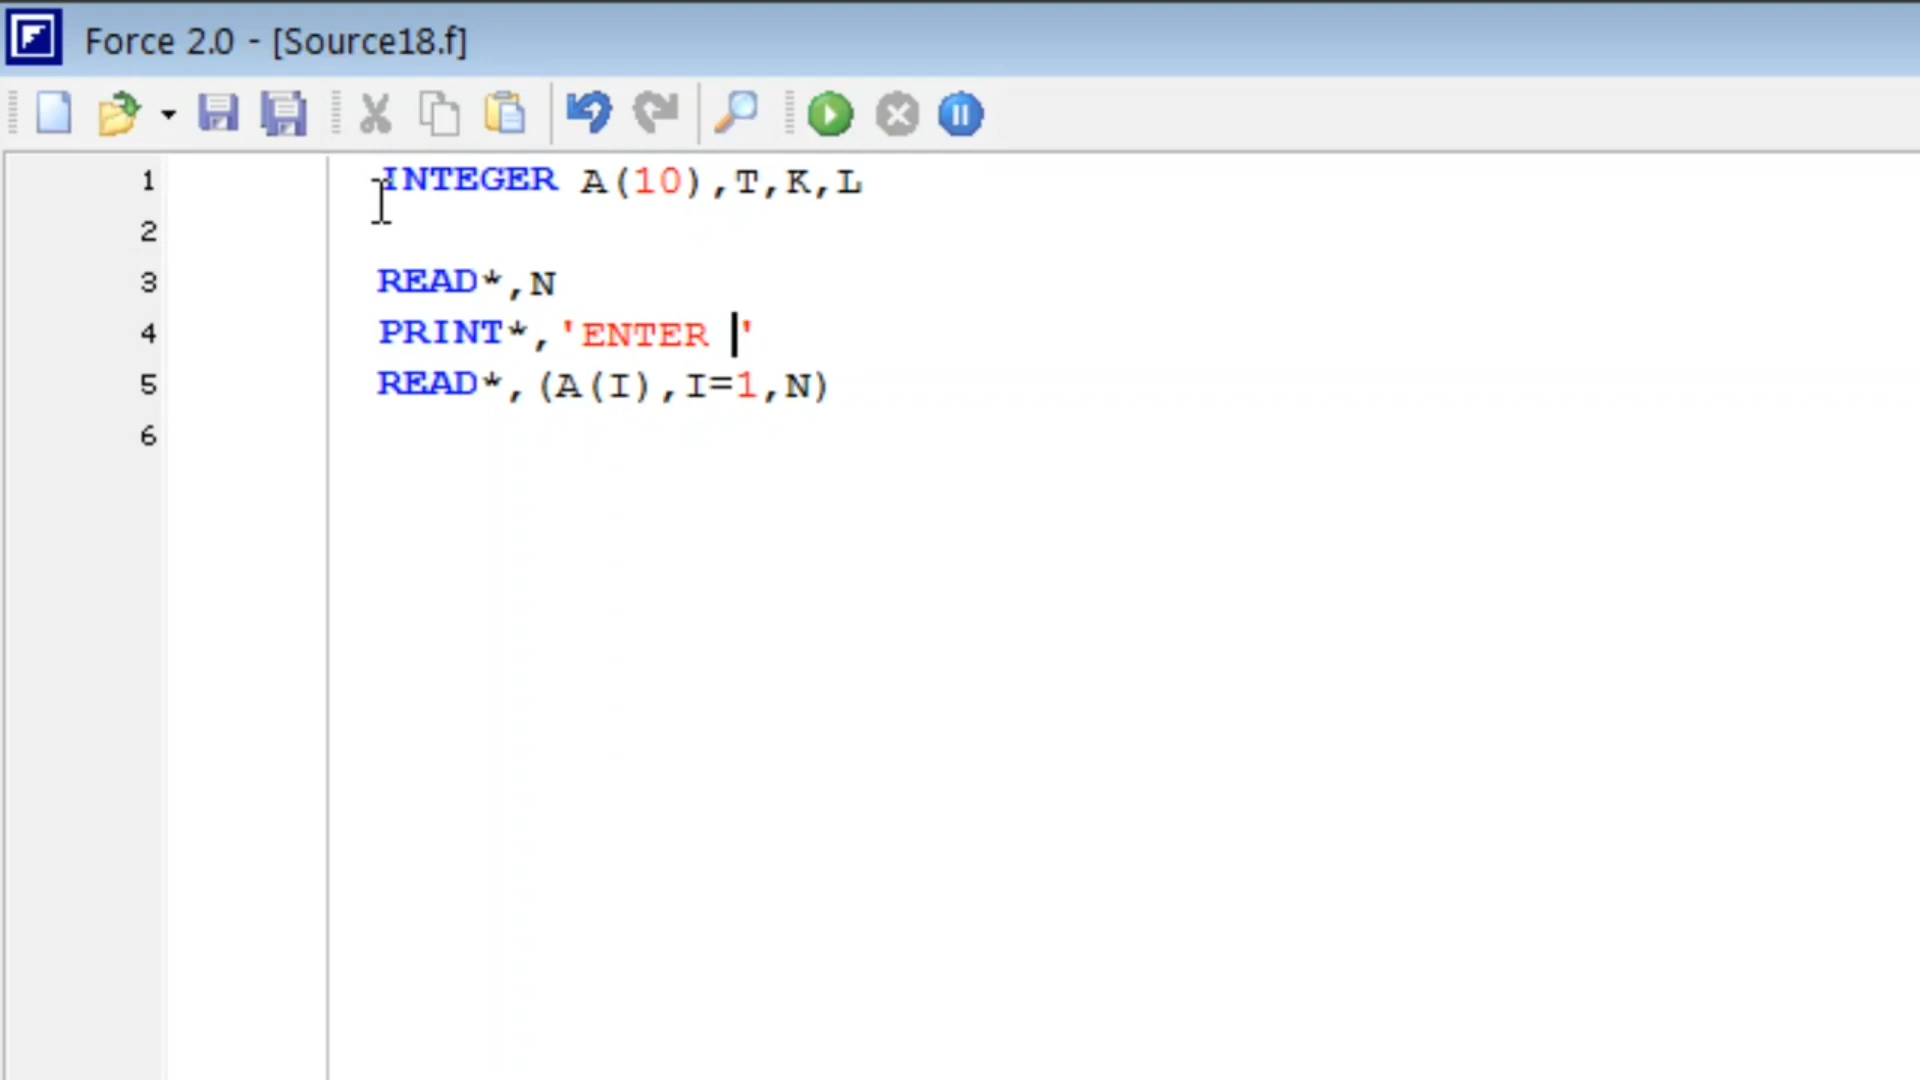 Force 2.0 - [Source18.f]
1 INTEGER A(10),T,K,L
2
3 READ*,N
4 PRINT*,'ENTER '
5 READ*,(A(I),I=1,N)
6